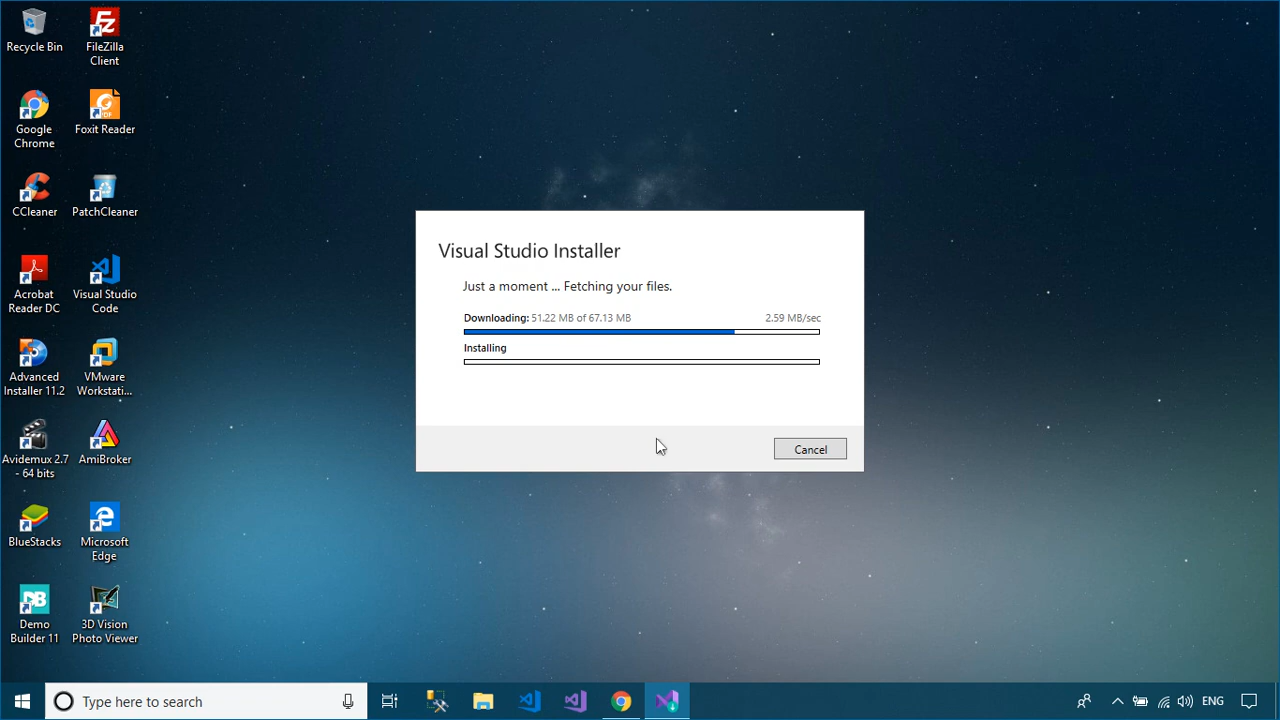 Recycle Bin
FileZilla
Client
Google
Chrome
Foxit Reader
CCleaner
PatchCleaner
Acrobat
Reader DC
Visual Studio
Code
Advanced
Installer 11.2
VMware
Workstati...
Avidemux 2.7
- 64 bits
AmiBroker
BlueStacks
Microsoft
Edge
Demo
Builder 11
3D Vision
Photo Viewer
Visual Studio Installer
Just a moment ... Fetching your files.
Downloading: 51.22 MB of 67.13 MB 2.59 MB/sec
Installing
Cancel
Type here to search
ENG